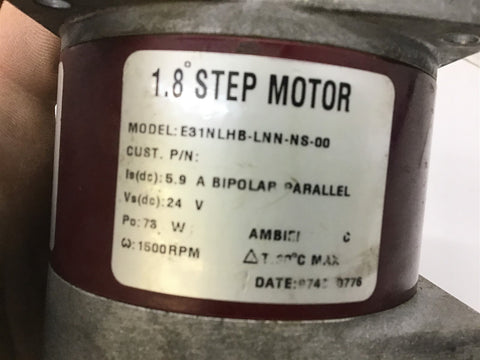 1.8° STEP MOTOR
MODEL: E31NLHB-LNN-NS-00
CUST. P/N:
Is(dc): 5.9 A BIPOLAR PARALLEL
Vs(dc): 24 V
Po: 73 W
ω: 1500RPM
C
△ T. °C MAX
DATE: